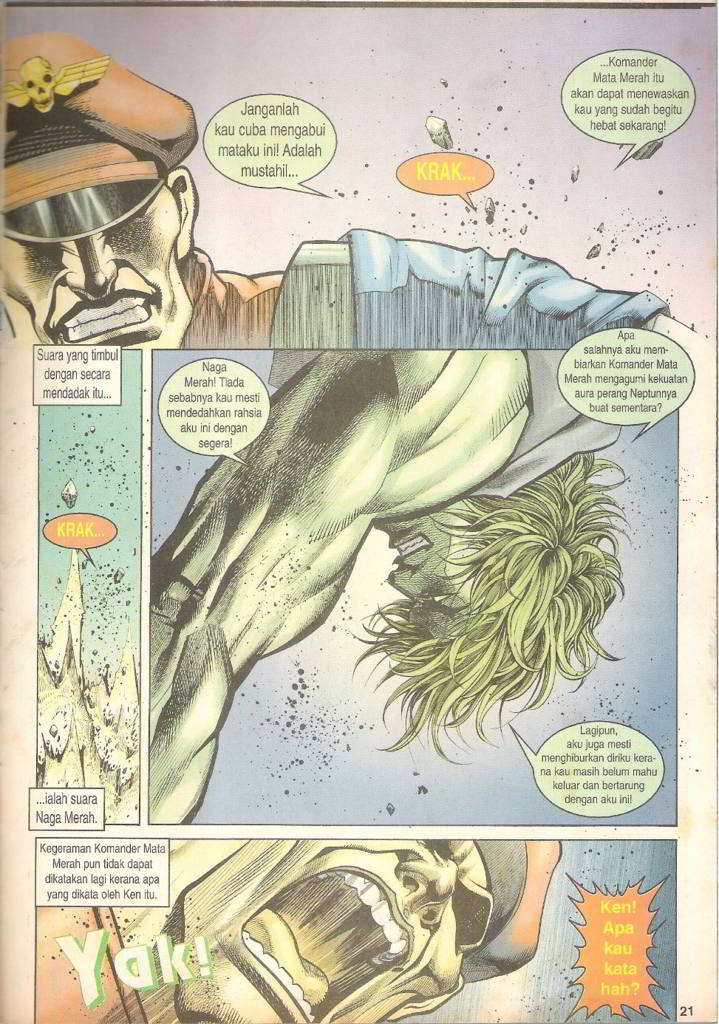 Janganlah
kau cuba mengabui
mataku ini! Adalah
mustahil...
KRAK...
...Komander
Mata Merah itu
akan dapat menewaskan
kau yang sudah begitu
hebat sekarang!
Suara yang timbul
dengan secara
mendadak itu...
KRAK...
...ialah suara
Naga Merah.
Naga
Merah! Tiada
sebabnya kau mesti
mendedahkan rahsia
aku ini dengan
segera!
Apa
salahnya aku mem-
biarkan Komander Mata
Merah mengagumi kekuatan
aura perang Neptunnya
buat sementara?
Lagipun,
aku juga mesti
menghiburkan diriku kera-
na kau masih belum mahu
keluar dan bertarung
dengan aku ini!
Kegeraman Komander Mata
Merah pun tidak dapat
dikatakan lagi kerana apa
yang dikata oleh Ken itu.
Yak!
Ken!
Apa
kau
kata
hah?
21